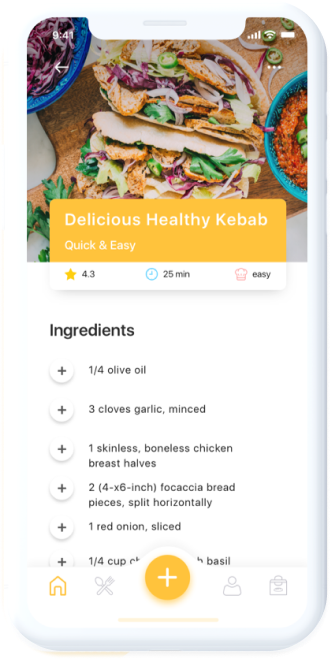 9:41
Delicious Healthy Kebab
Quick & Easy
4.3
25 min
easy
Ingredients
+ 1/4 olive oil
+ 3 cloves garlic, minced
+ 1 skinless, boneless chicken
breast halves
+ 2 (4-x6-inch) focaccia bread
pieces, split horizontally
+ 1 red onion, sliced
+ 1/4 cup basil
+